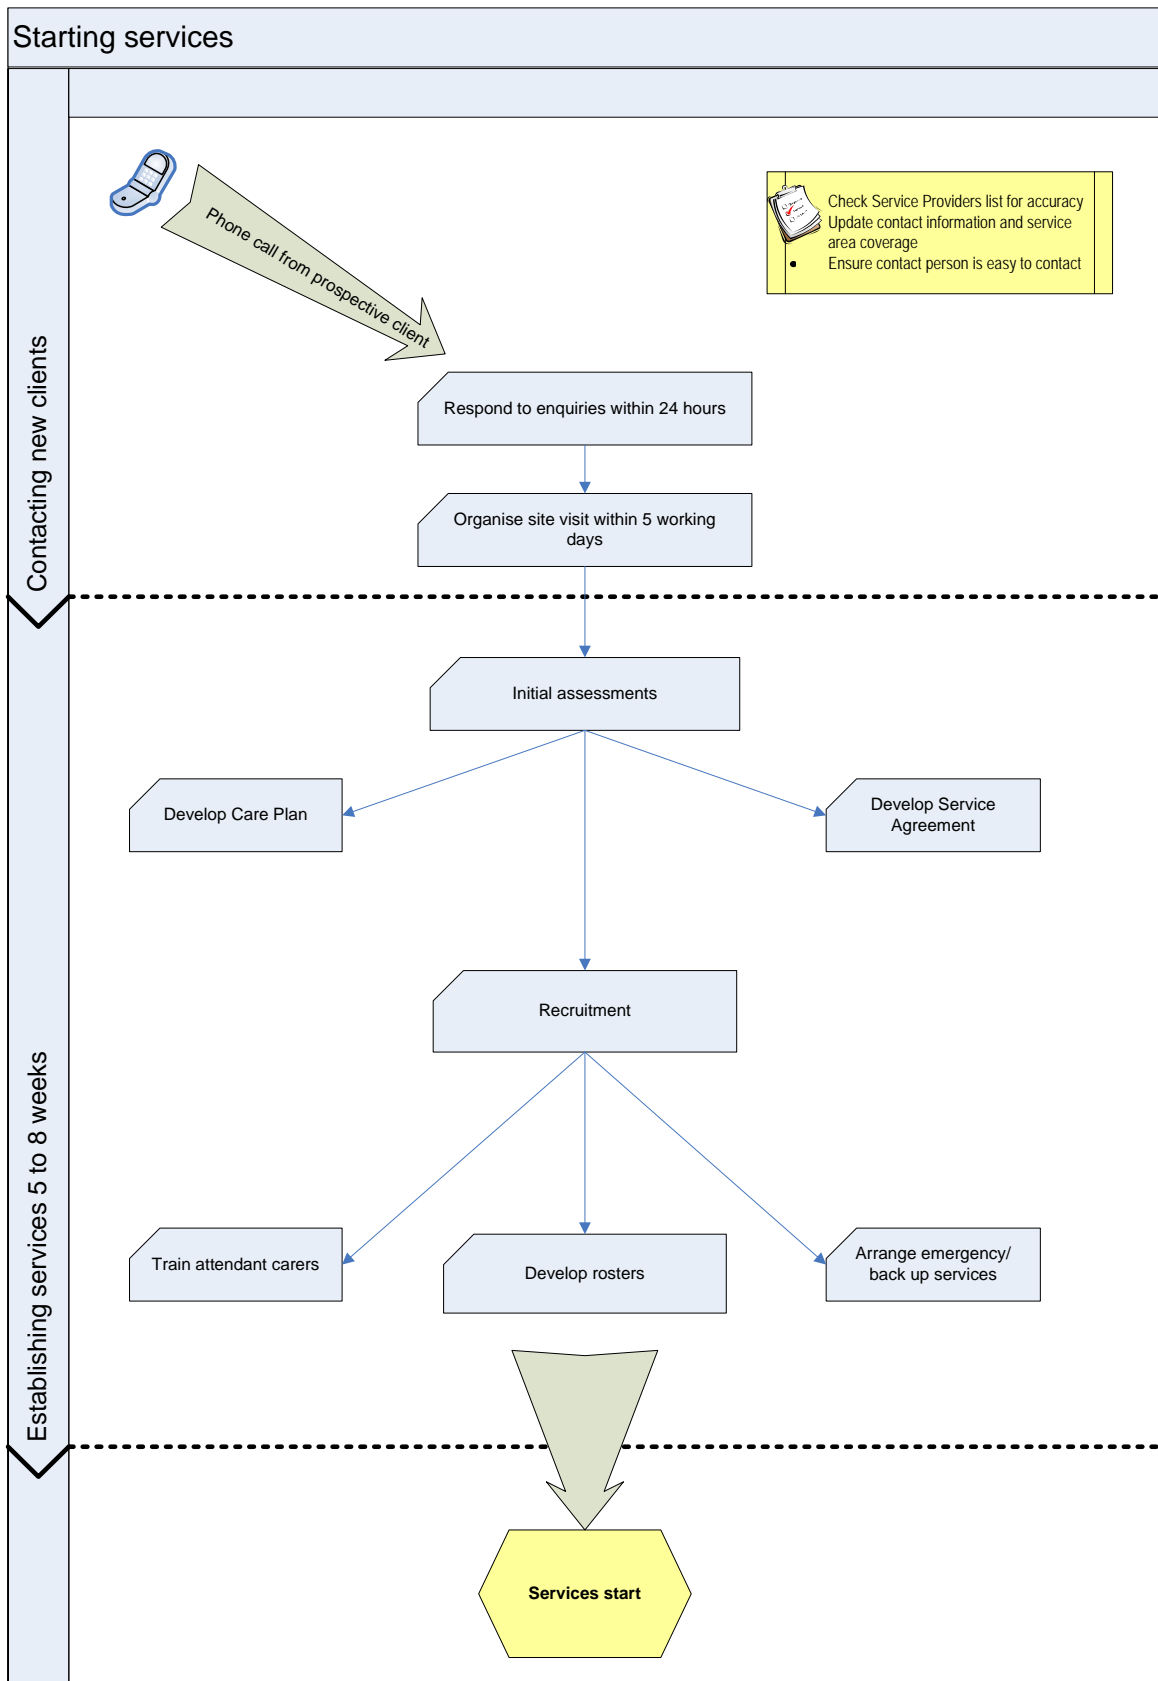 Starting services
Contacting new clients
Phone call from prospective client
Check Service Providers list for accuracy
Update contact information and service
area coverage
• Ensure contact person is easy to contact
Respond to enquiries within 24 hours
Organise site visit within 5 working
days
Establishing services 5 to 8 weeks
Initial assessments
Develop Care Plan
Develop Service
Agreement
Recruitment
Train attendant carers
Develop rosters
Arrange emergency/
back up services
Services start